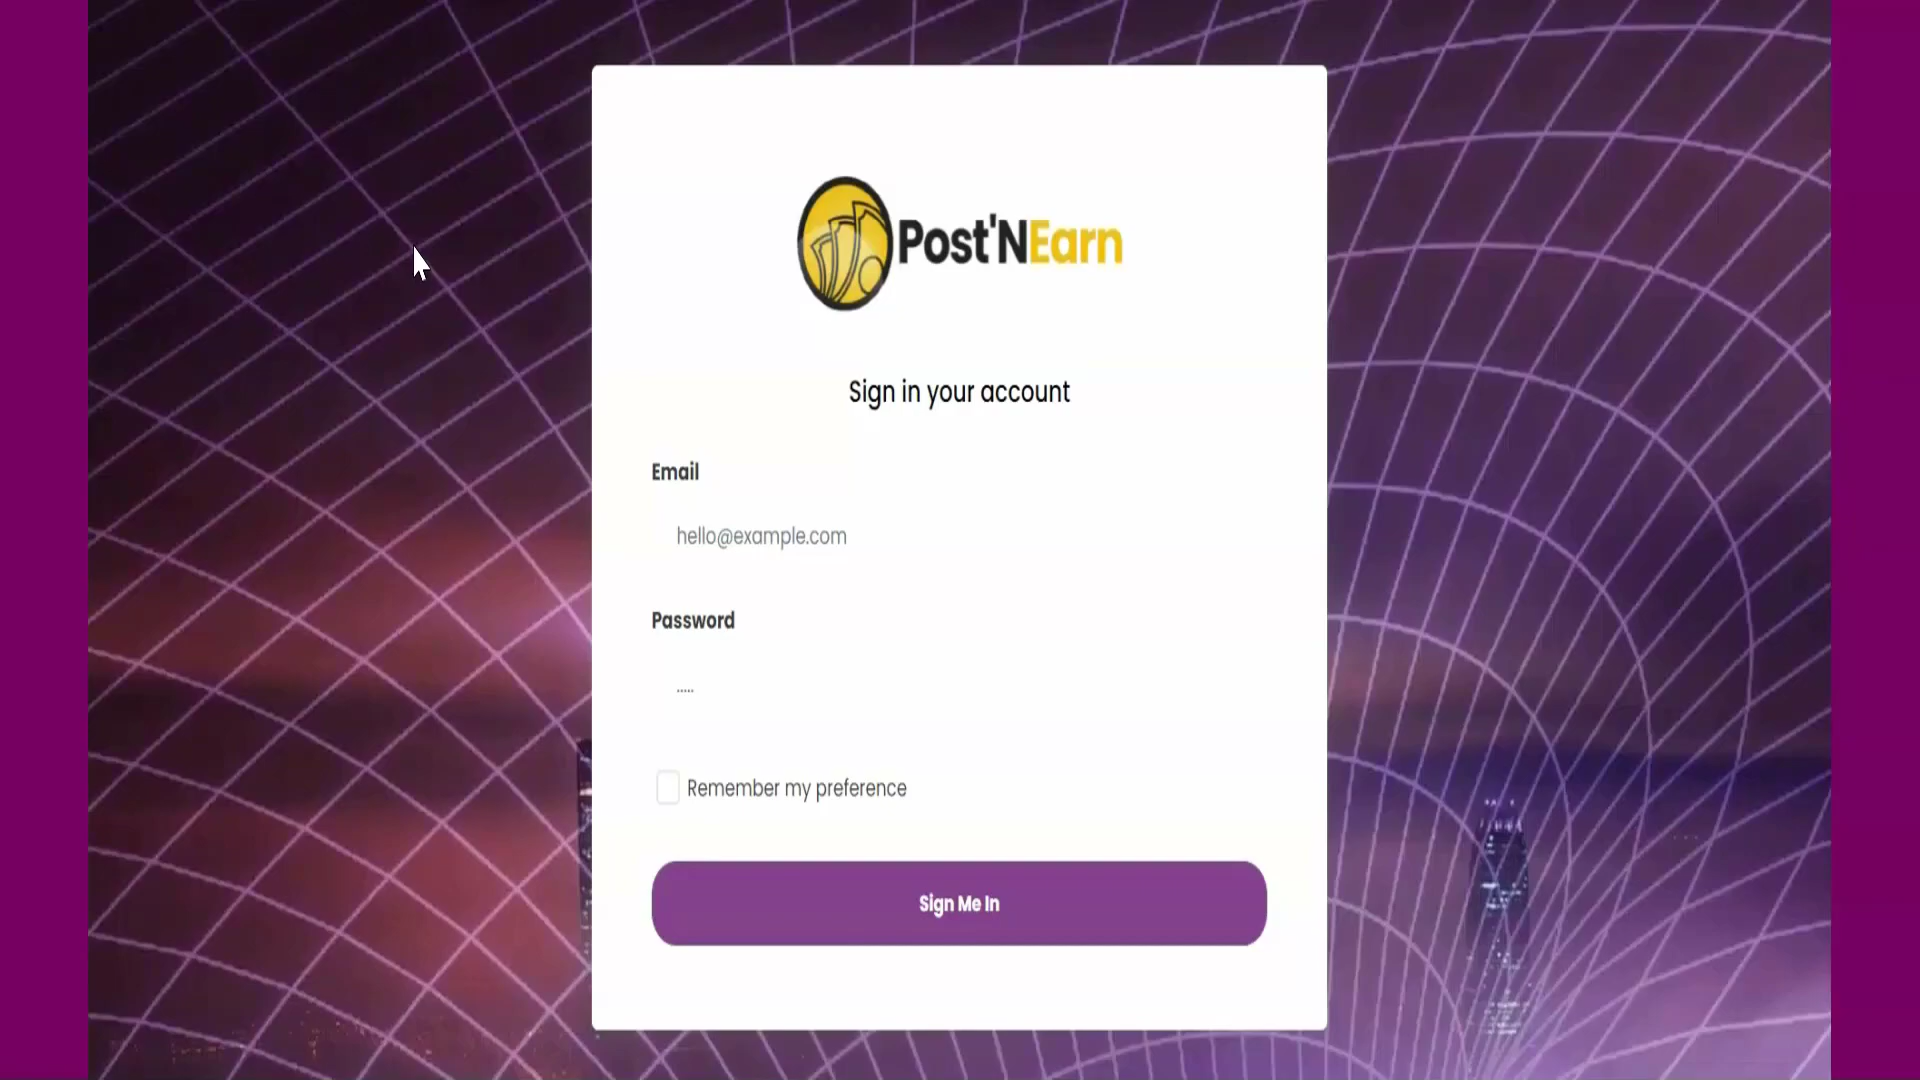 Post'NEarn
Sign in your account
Email
hello@example.com
Password
.....
Remember my preference
Sign Me In